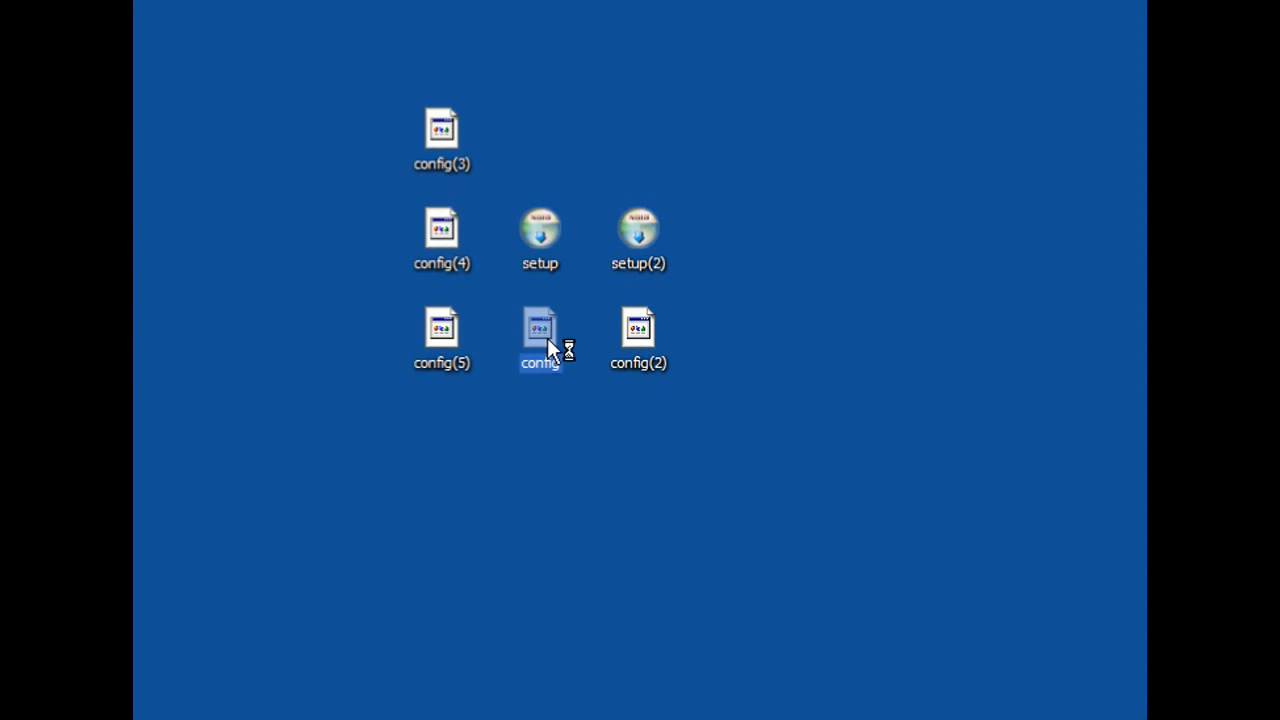 config(3)
config(4)
setup
setup(2)
config(5)
config
config(2)